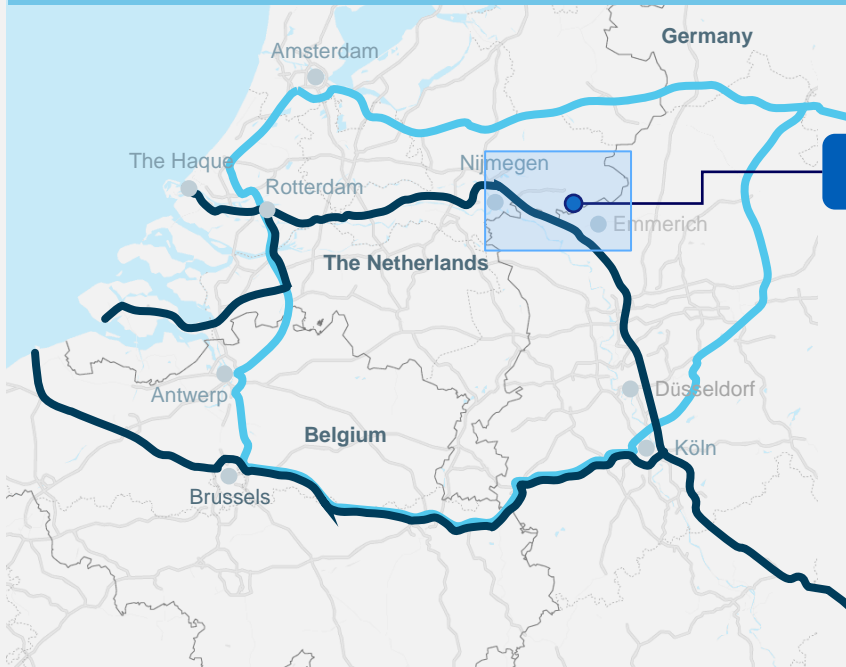 Germany
Amsterdam
The Haque
Nijmegen
Rotterdam
Emmerich
The Netherlands
Antwerp
Düsseldorf
Belgium
Köln
Brussels